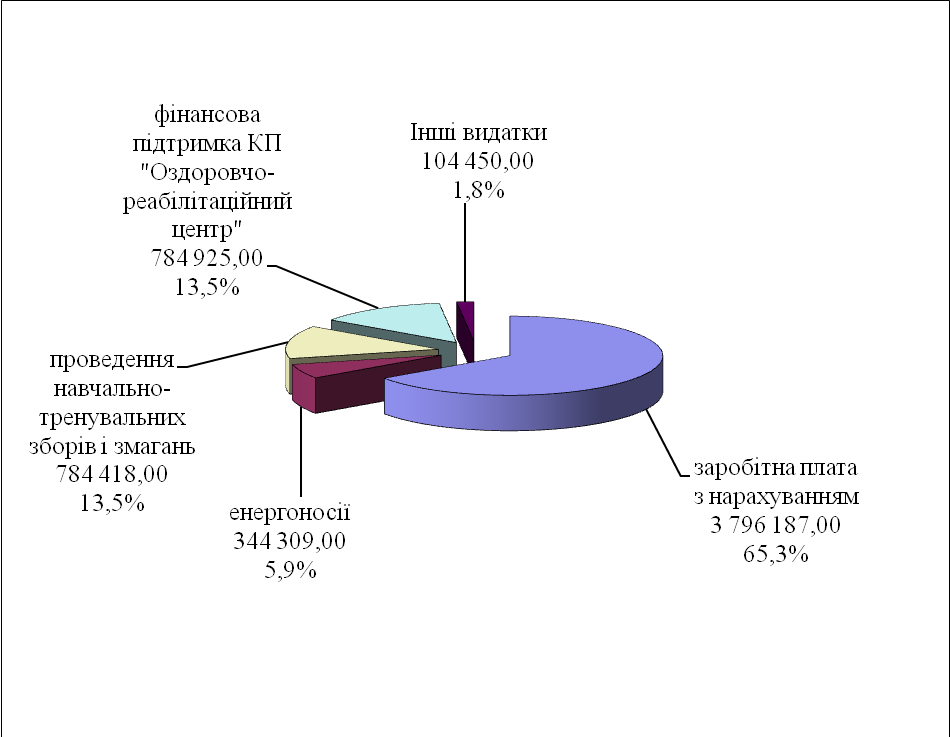 фінансова
підтримка КП
"Оздоровчо-
реабілітаційний
центр"
784 925,00
13,5%
Інші видатки
104 450,00
1,8%
проведення
навчально-
тренувальних
зборів і змагань
784 418,00
13,5%
енергоносії
344 309,00
5,9%
заробітна плата
з нарахуванням
3 796 187,00
65,3%